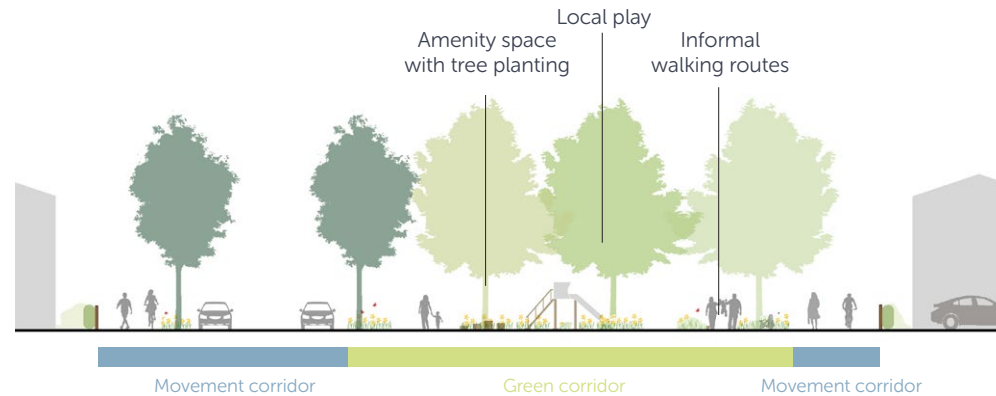 Local play
Amenity space
with tree planting
Informal
walking routes
Movement corridor
Green corridor
Movement corridor